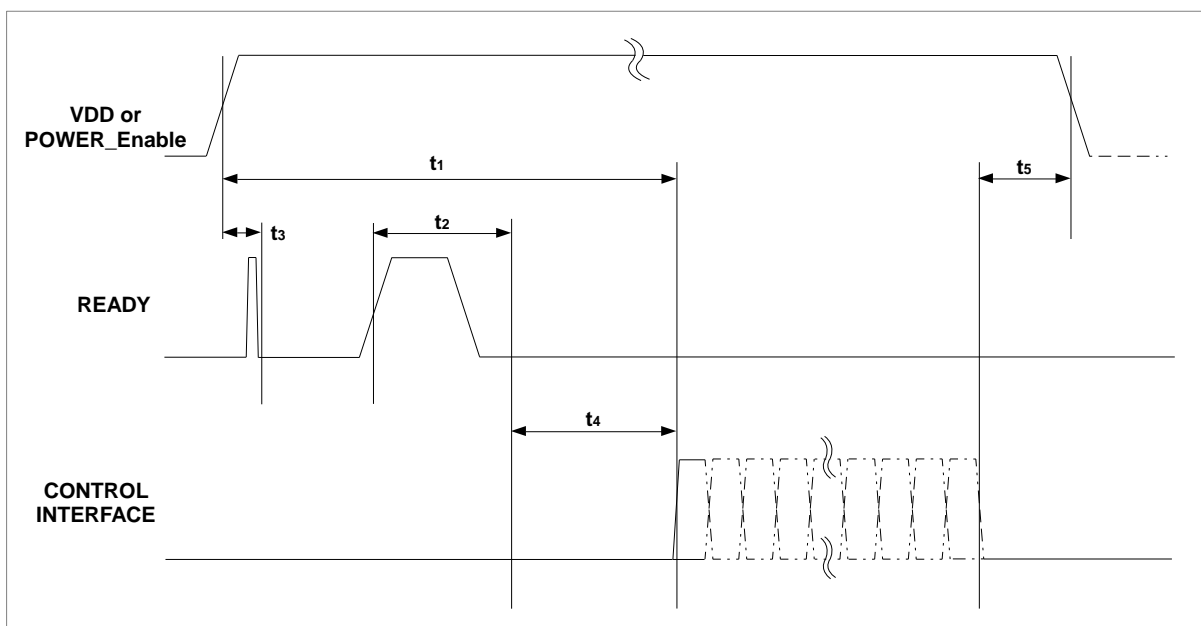 VDD or
POWER_Enable
t1
t5
t3
t2
READY
t4
CONTROL
INTERFACE